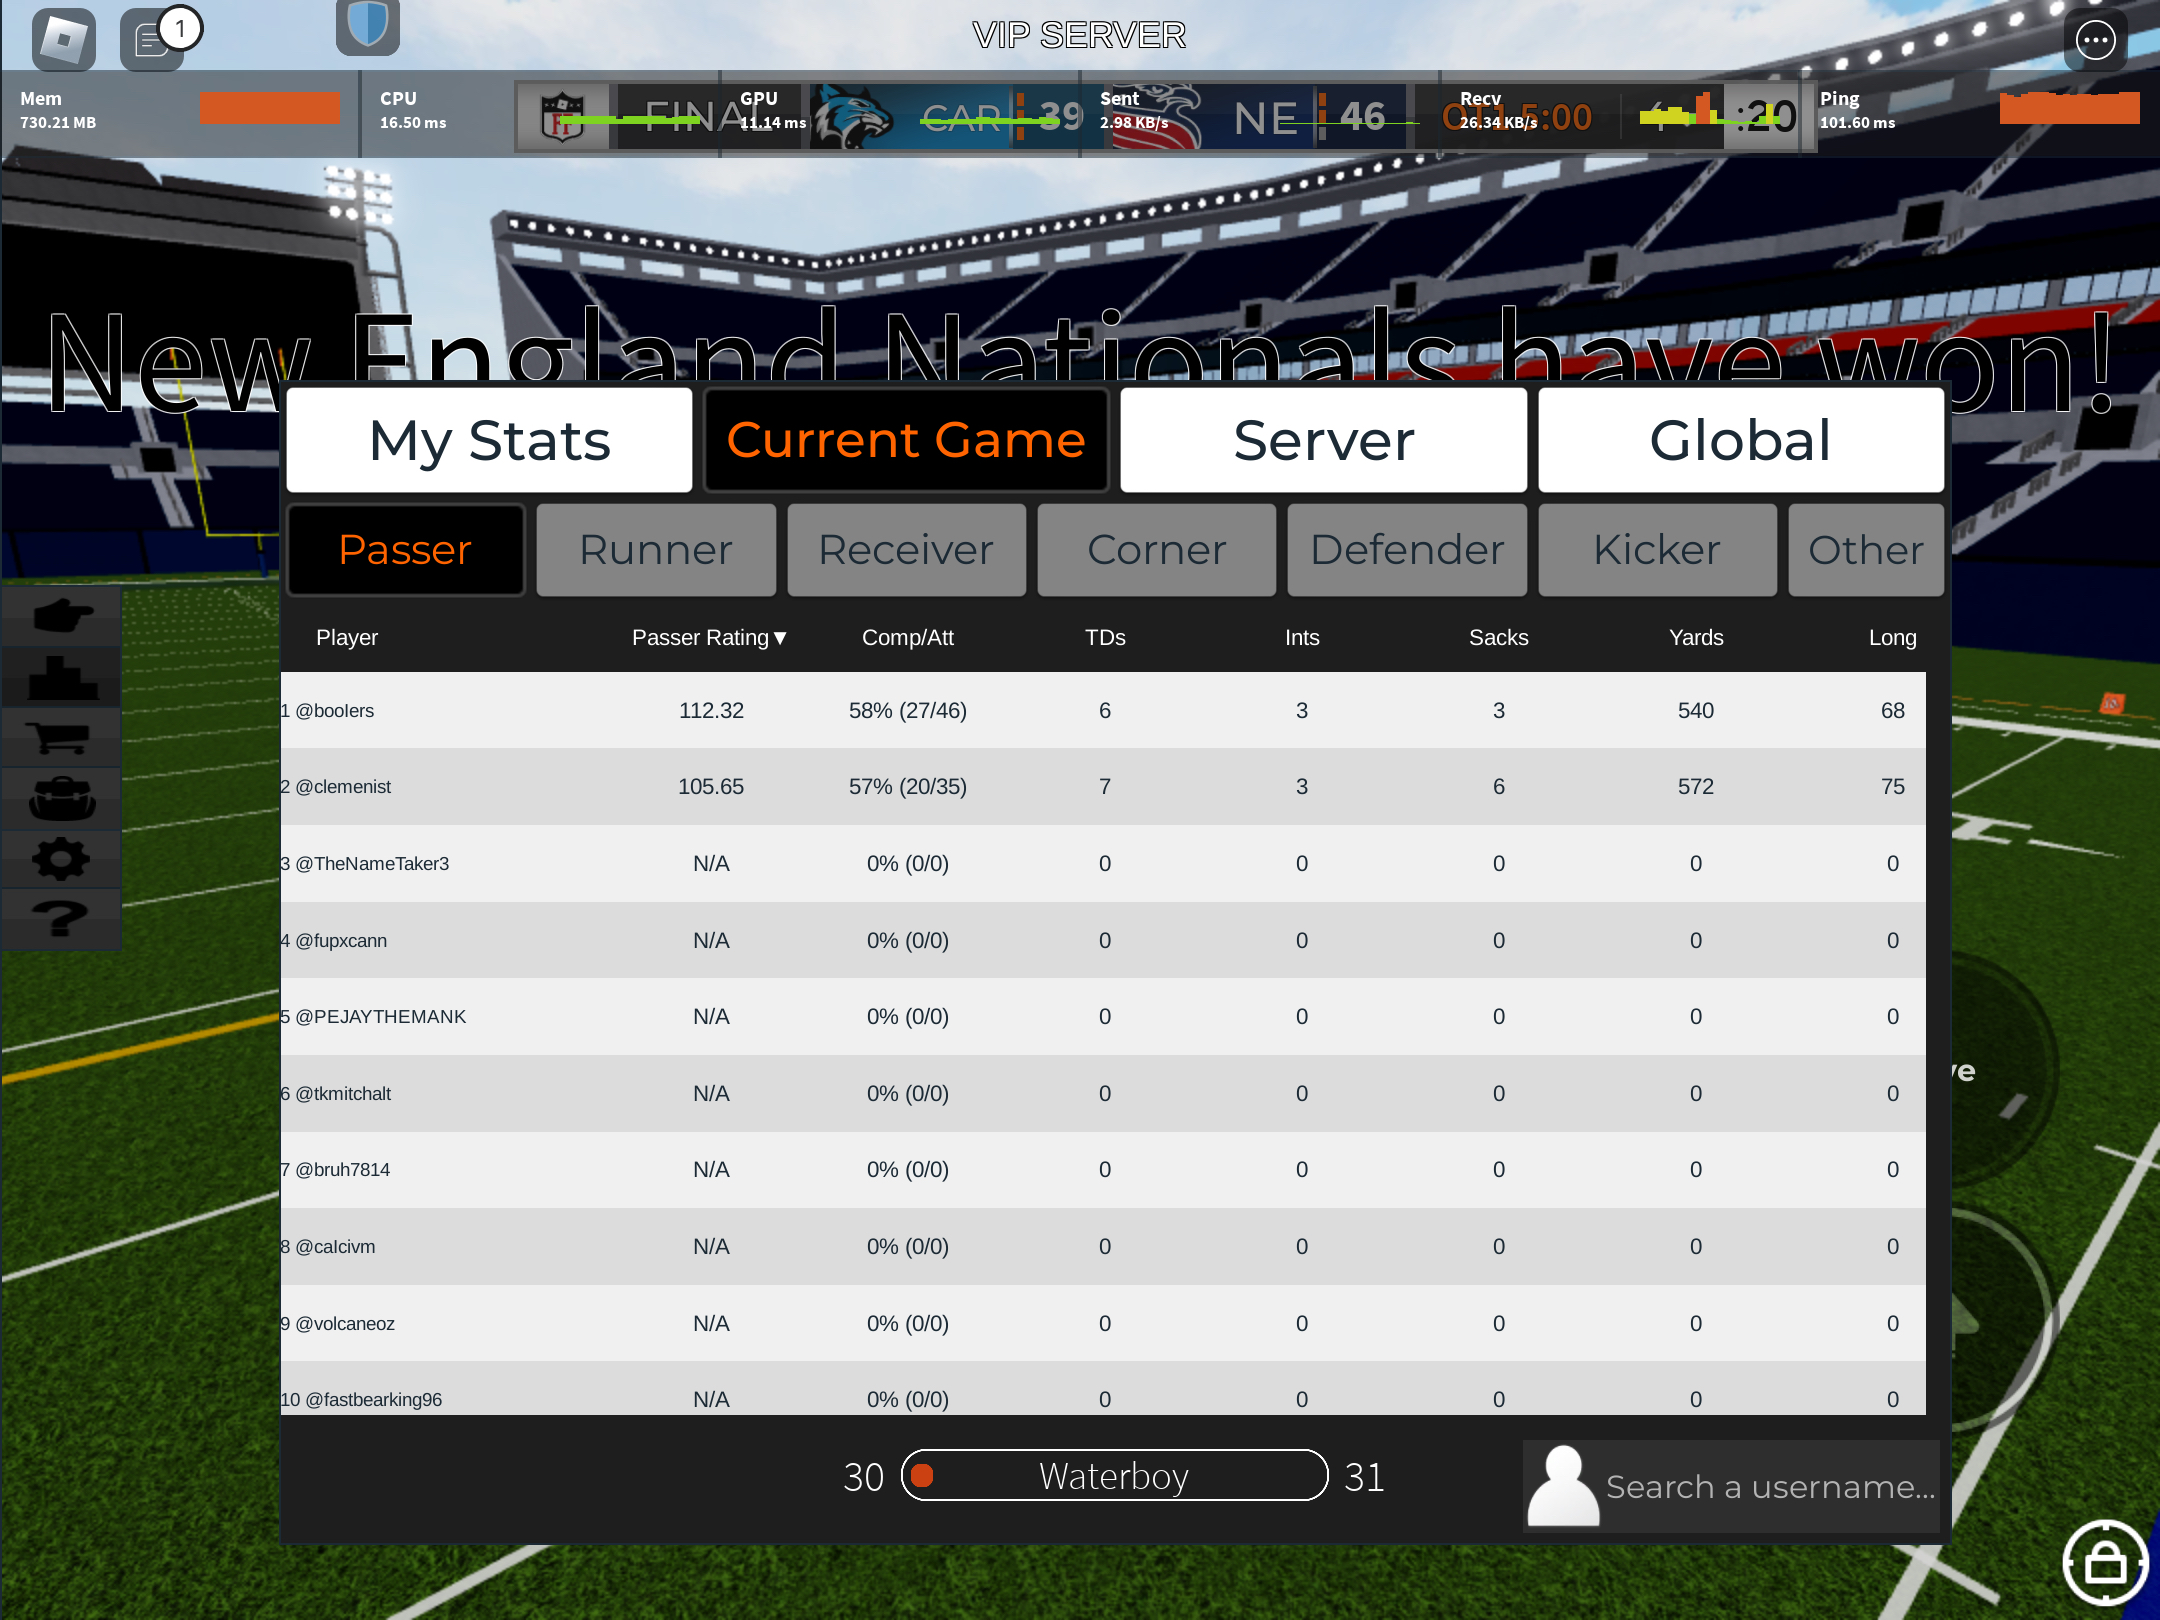 1
VIP SERVER
Mem
730.21 MB
CPU
16.50 ms
GPU
11.14 ms
Sent
2.98 KB/s
Recv
26.34 KB/s
Ping
101.60 ms
FINAL
CAR 39
NE 46
OT1 5:00
:20
New England Nationals have won!
My Stats Current Game Server Global
Passer Runner Receiver Corner Defender Kicker Other
Player Passer Rating▼ Comp/Att TDs Ints Sacks Yards Long
1 @boolers 112.32 58% (27/46) 6 3 3 540 68
2 @clemenist 105.65 57% (20/35) 7 3 6 572 75
3 @TheNameTaker3 N/A 0% (0/0) 0 0 0 0 0
4 @fupxcann N/A 0% (0/0) 0 0 0 0 0
5 @PEJAYTHEMANK N/A 0% (0/0) 0 0 0 0 0
6 @tkmitchalt N/A 0% (0/0) 0 0 0 0 0
7 @bruh7814 N/A 0% (0/0) 0 0 0 0 0
8 @calcivm N/A 0% (0/0) 0 0 0 0 0
9 @volcaneoz N/A 0% (0/0) 0 0 0 0 0
10 @fastbearking96 N/A 0% (0/0) 0 0 0 0 0
30 Waterboy 31
Search a username...